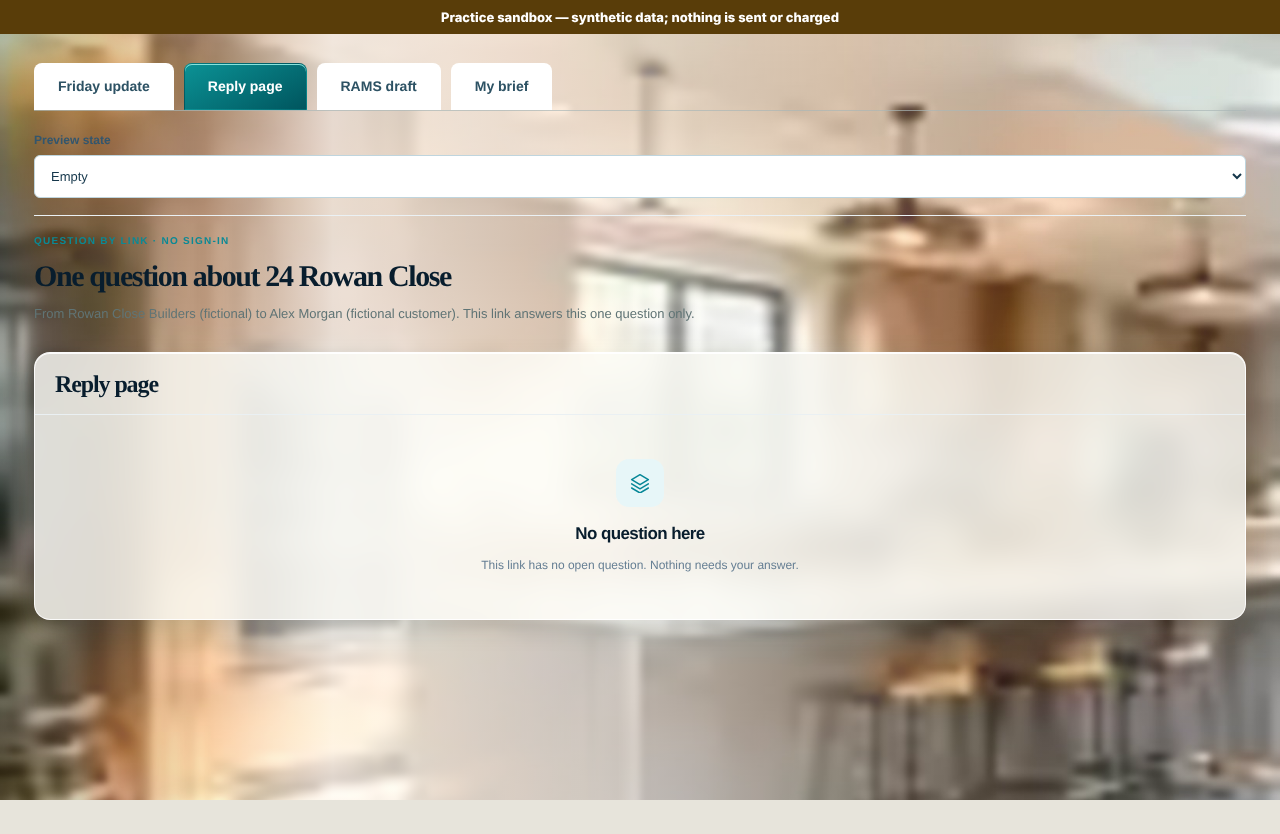 Practice sandbox — synthetic data; nothing is sent or charged
Friday update
Reply page
RAMS draft
My brief
Preview state
Empty
QUESTION BY LINK · NO SIGN-IN
One question about 24 Rowan Close
From Rowan Close Builders (fictional) to Alex Morgan (fictional customer). This link answers this one question only.
Reply page
No question here
This link has no open question. Nothing needs your answer.